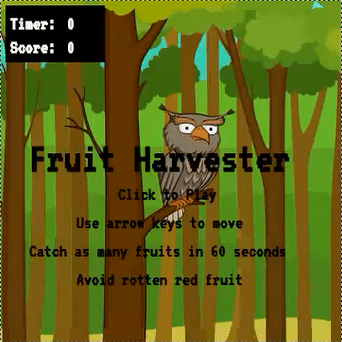 Timer: 0
Score: 0
Fruit Harvester
Click to Play
Use arrow keys to move
Catch as many fruits in 60 seconds
Avoid rotten red fruit